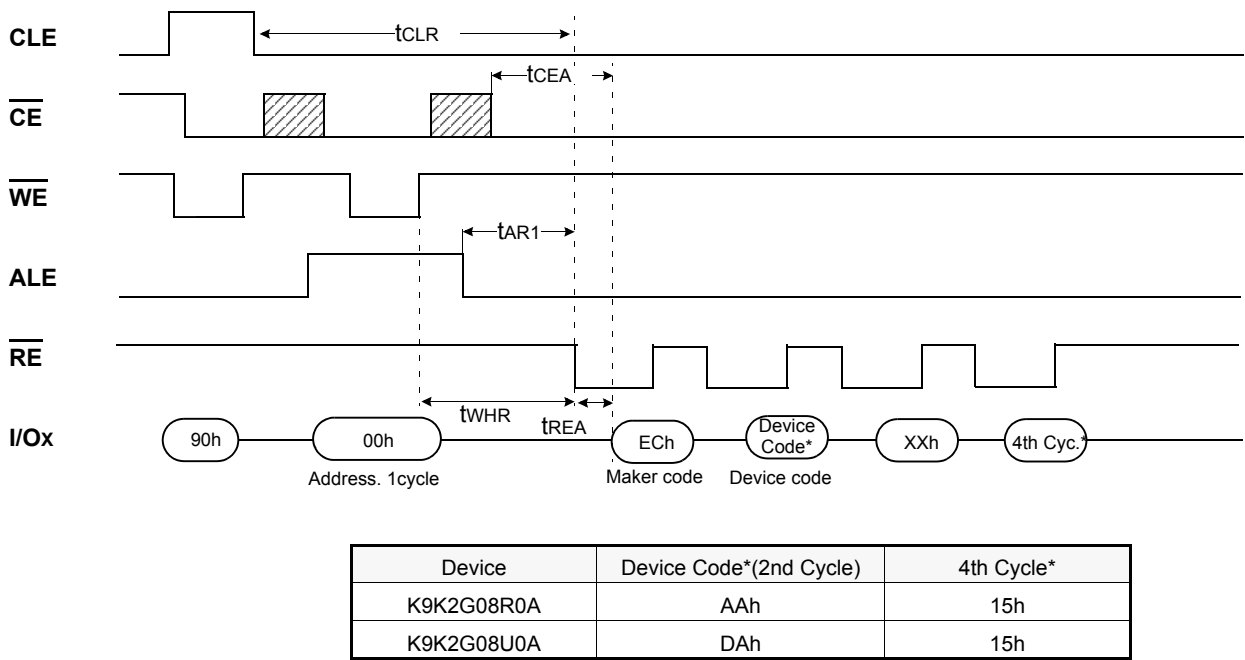 CLE
tCLR
tCEA
CE
WE
tAR1
ALE
RE
tWHR
tREA
I/Ox
90h
00h
ECh
Device
Code*
XXh
4th Cyc.*
Address. 1cycle
Maker code
Device code
Device
Device Code*(2nd Cycle)
4th Cycle*
K9K2G08R0A
AAh
15h
K9K2G08U0A
DAh
15h